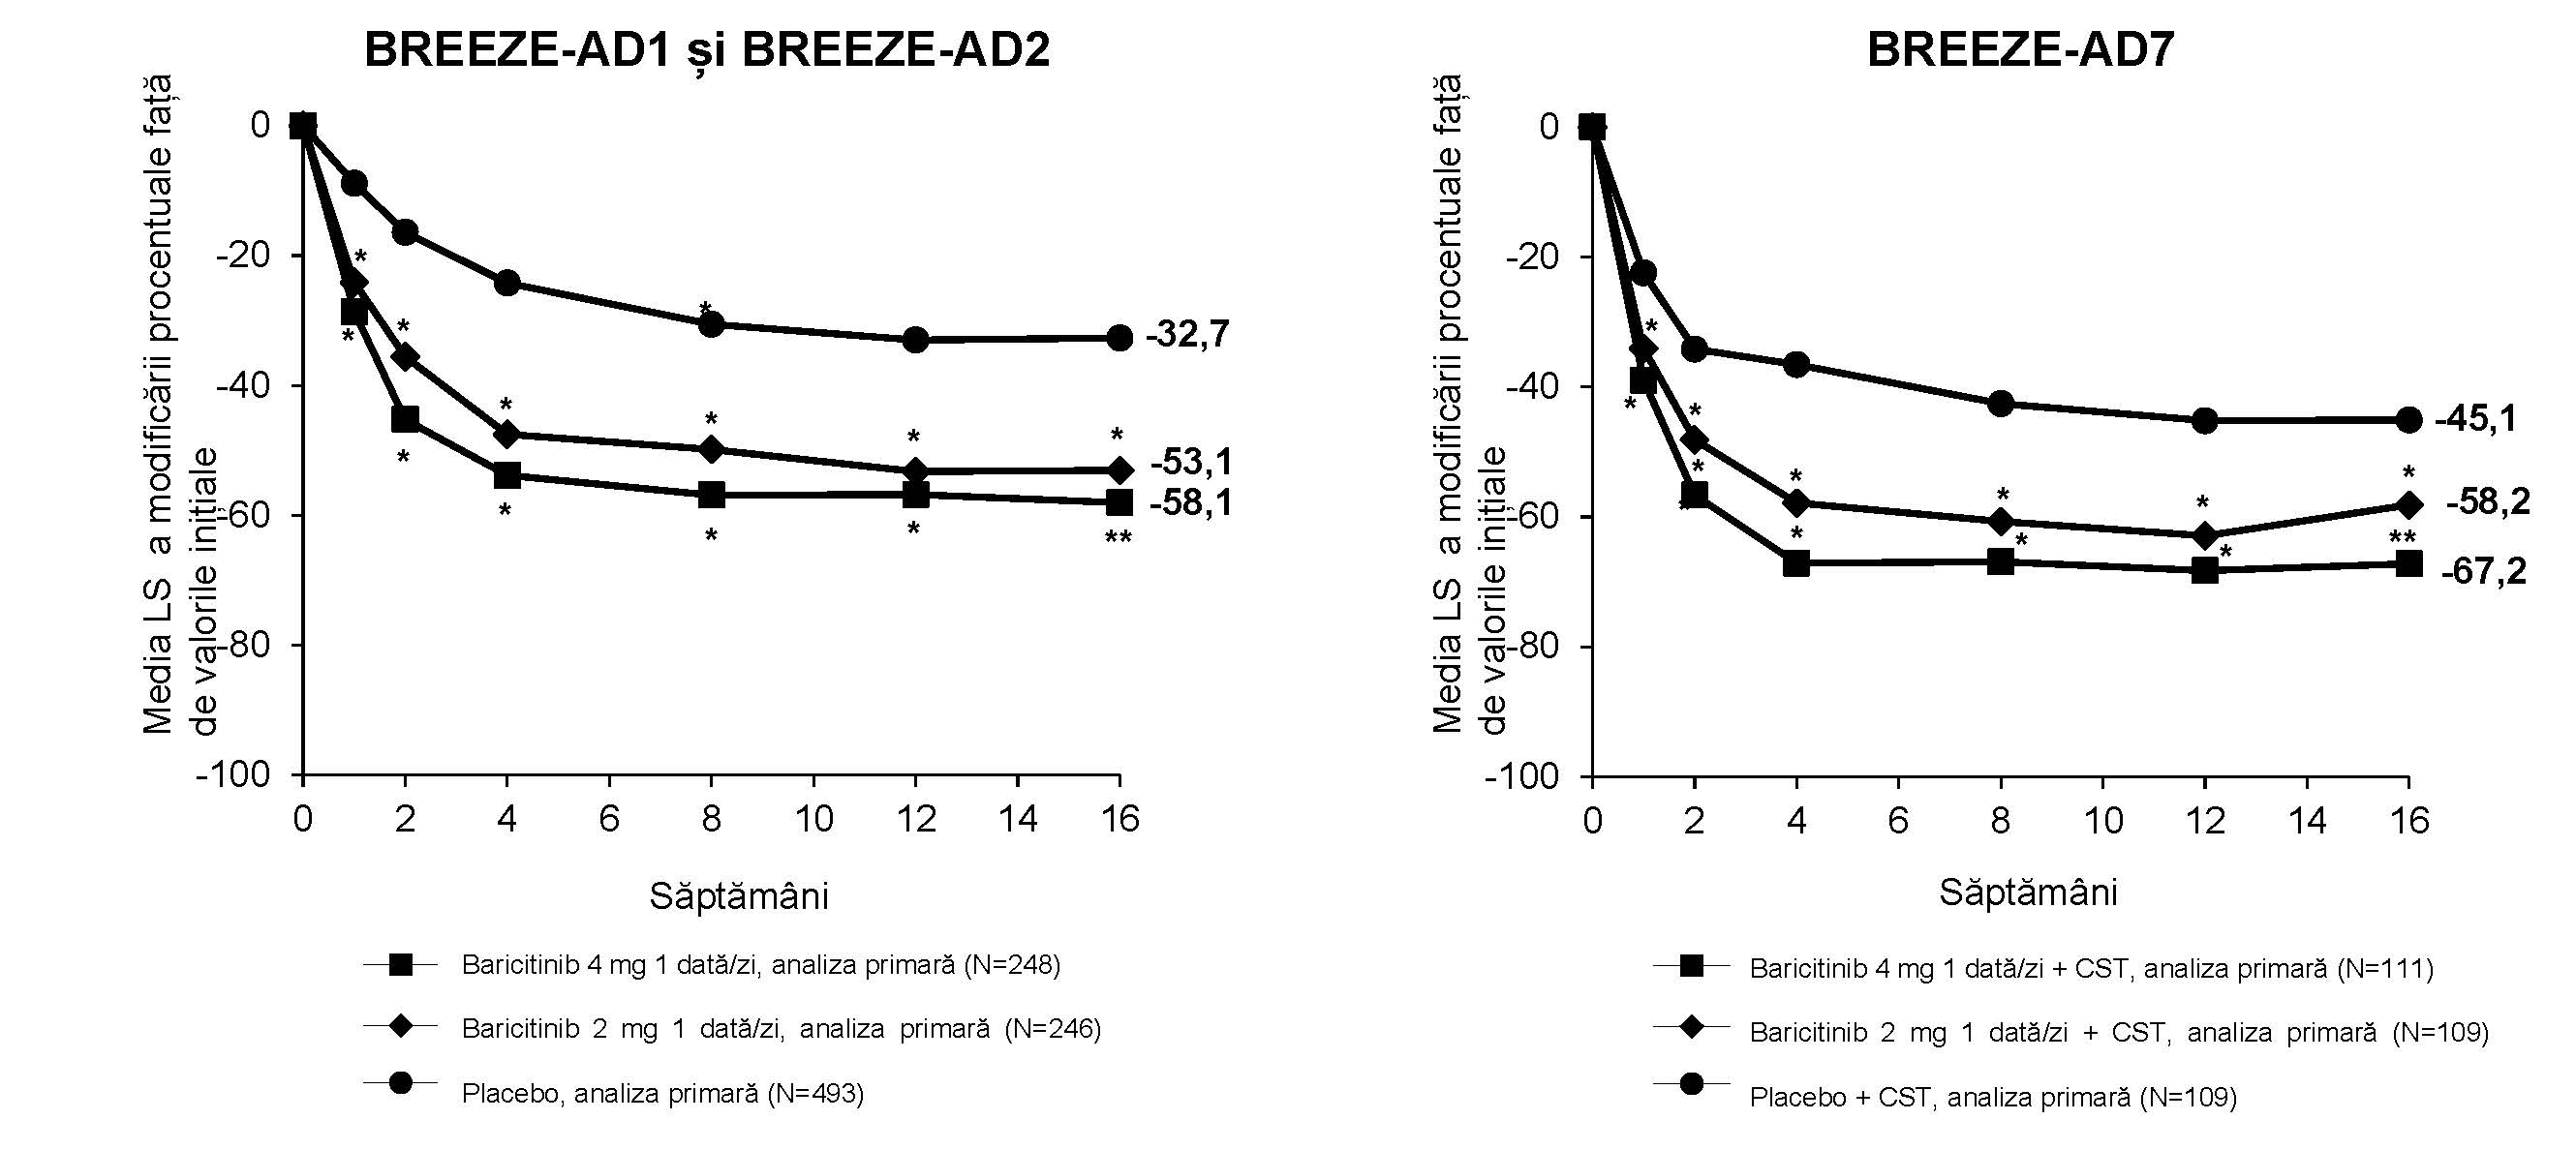 BREEZE-AD1 și BREEZE-AD2
Media LS a modificării procentuale față
de valorile inițiale
0
-20
-40
-60
-80
-100
*
*
*
*
*
*
*
*
*
*
*
*
**
-32,7
-53,1
-58,1
0 2 4 6 8 10 12 14 16
Săptămâni
Baricitinib 4 mg 1 dată/zi, analiza primară (N=248)
Baricitinib 2 mg 1 dată/zi, analiza primară (N=246)
Placebo, analiza primară (N=493)
BREEZE-AD7
Media LS a modificării procentuale față
de valorile inițiale
0
-20
-40
-60
-80
-100
*
*
*
*
*
*
*
*
*
*
*
*
**
-45,1
-58,2
-67,2
0 2 4 6 8 10 12 14 16
Săptămâni
Baricitinib 4 mg 1 dată/zi + CST, analiza primară (N=111)
Baricitinib 2 mg 1 dată/zi + CST, analiza primară (N=109)
Placebo + CST, analiza primară (N=109)